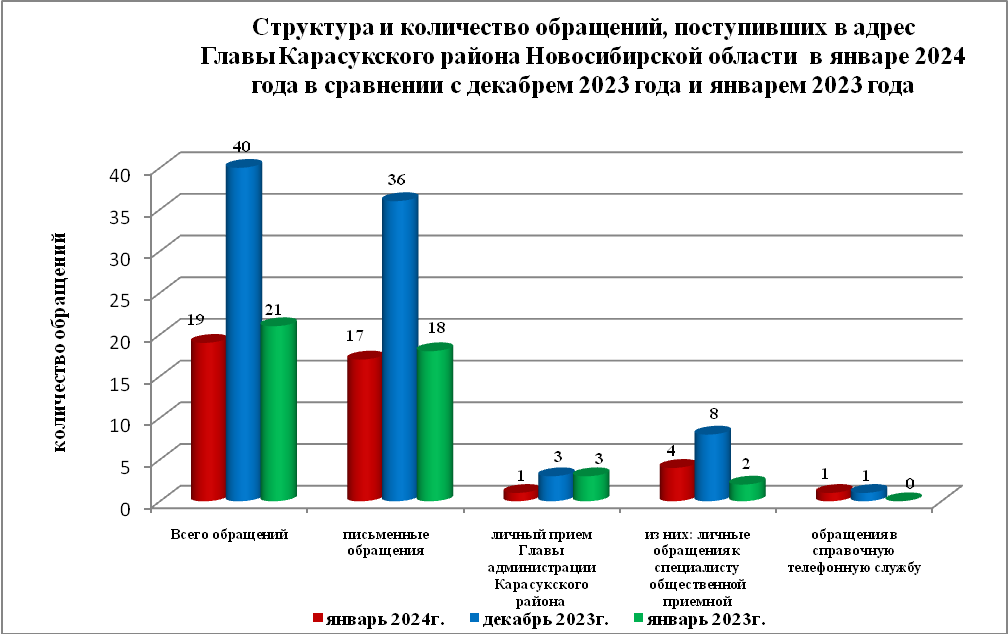 Структура и количество обращений, поступивших в адрес
Главы Карасукского района Новосибирской области в январе 2024
года в сравнении с декабрем 2023 года и январем 2023 года
количество обращений
40
35
30
25
20
15
10
5
0
19
40
21
17
36
18
1
3
3
4
8
2
1
1
0
Всего обращений
письменные
обращения
личный прием
Главы
администрации
Карасукского
района
из них: личные
обращения к
специалисту
общественной
приемной
обращения в
справочную
телефонную службу
январь 2024г.
декабрь 2023г.
январь 2023г.